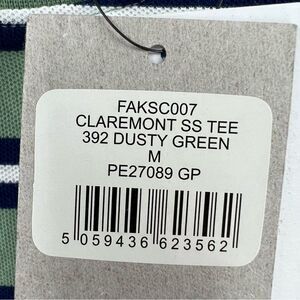 FAKSC007
CLAREMONT SS TEE
392 DUSTY GREEN
M
PE27089 GP
5 059436 623562